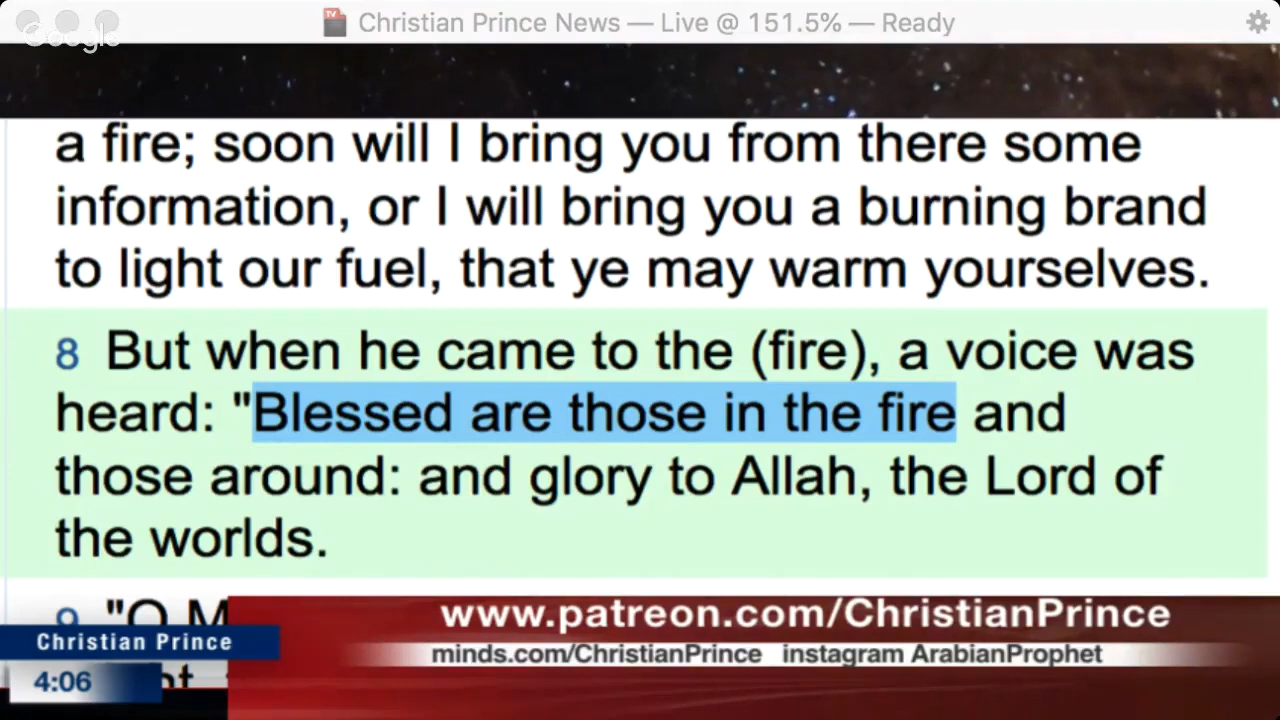 Christian Prince News — Live @ 151.5% — Ready
Google
a fire; soon will I bring you from there some
information, or I will bring you a burning brand
to light our fuel, that ye may warm yourselves.
8 But when he came to the (fire), a voice was
heard: "Blessed are those in the fire and
those around: and glory to Allah, the Lord of
the worlds.
9 "O M
www.patreon.com/ChristianPrince
Christian Prince
minds.com/ChristianPrince instagram ArabianProphet
4:06